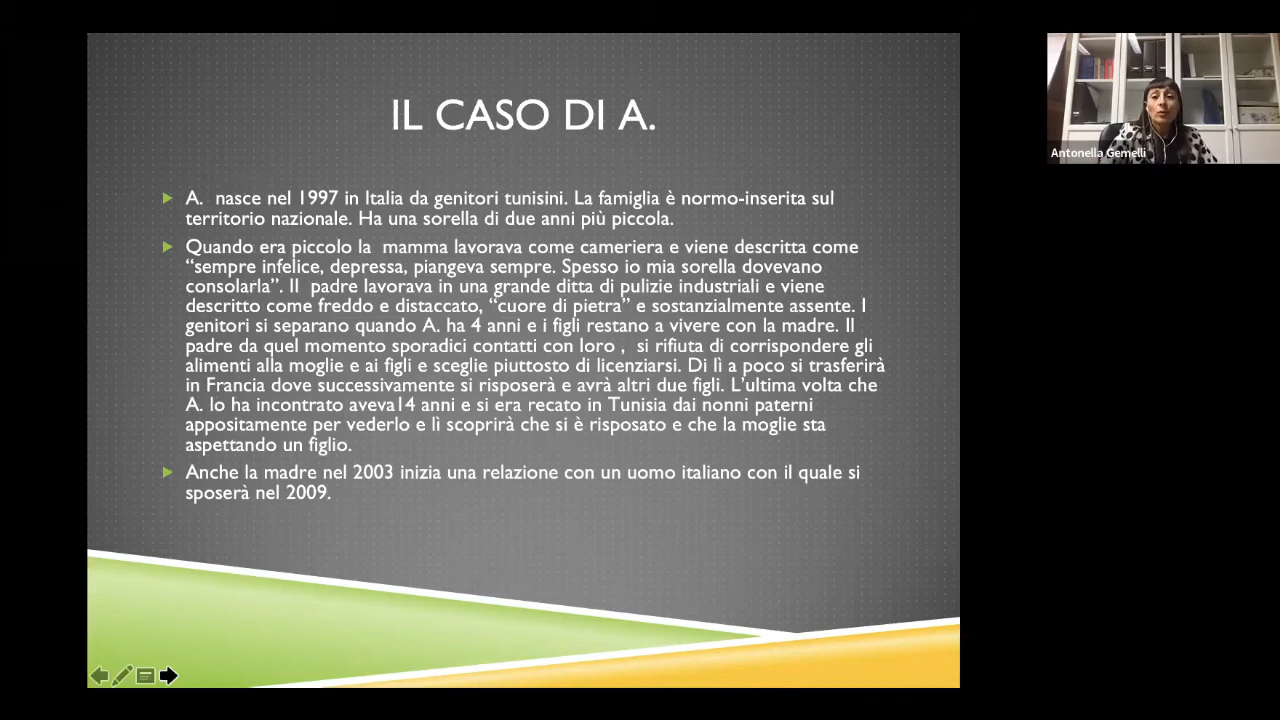 IL CASO DI A.
A.  nasce nel 1997 in Italia da genitori tunisini. La famiglia è normo-inserita sul
territorio nazionale. Ha una sorella di due anni più piccola.
Quando era piccolo la  mamma lavorava come cameriera e viene descritta come
“sempre infelice, depressa, piangeva sempre. Spesso io mia sorella dovevano
consolarla”. Il  padre lavorava in una grande ditta di pulizie industriali e viene
descritto come freddo e distaccato, “cuore di pietra” e sostanzialmente assente. I
genitori si separano quando A. ha 4 anni e i figli restano a vivere con la madre. Il
padre da quel momento sporadici contatti con loro ,  si rifiuta di corrispondere gli
alimenti alla moglie e ai figli e sceglie piuttosto di licenziarsi. Di lì a poco si trasferirà
in Francia dove successivamente si risposerà e avrà altri due figli. L’ultima volta che
A. lo ha incontrato aveva14 anni e si era recato in Tunisia dai nonni paterni
appositamente per vederlo e lì scoprirà che si è risposato e che la moglie sta
aspettando un figlio.
Anche la madre nel 2003 inizia una relazione con un uomo italiano con il quale si
sposerà nel 2009.
Antonella Gemelli